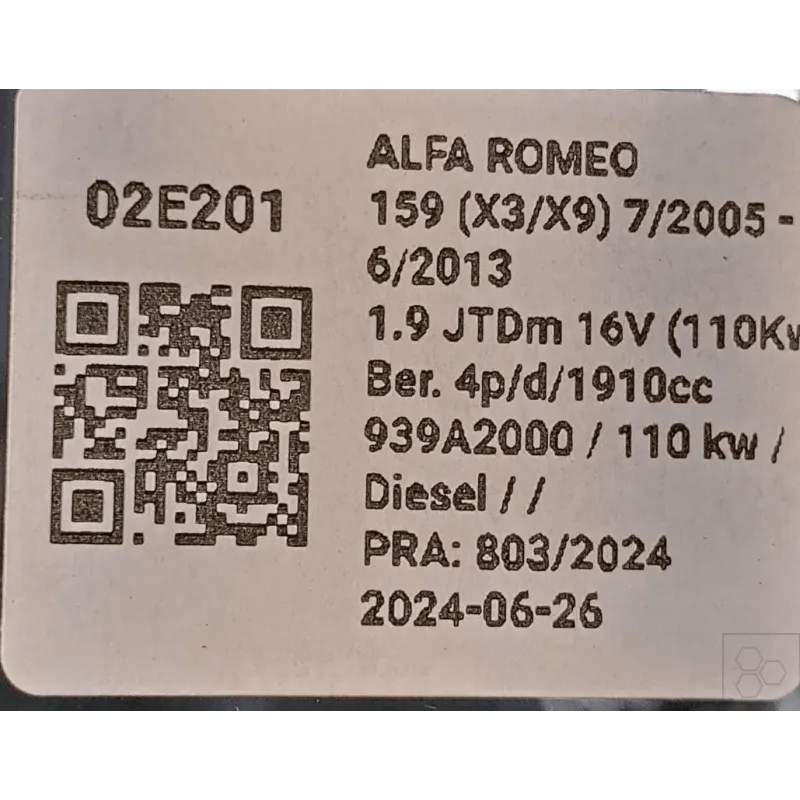 02E201
ALFA ROMEO
159 (X3/X9) 7/2005 -
6/2013
1.9 JTDm 16V (110Kw
Ber. 4p/d/1910cc
939A2000 / 110 kw /
Diesel / /
PRA: 803/2024
2024-06-26